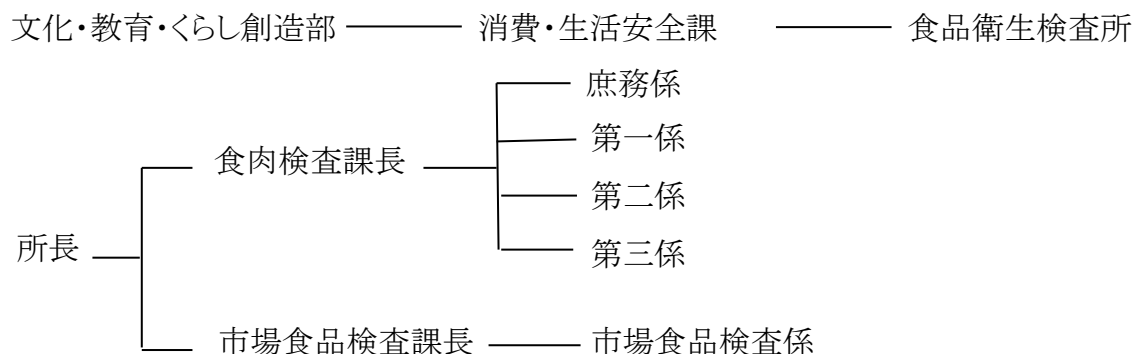 文化・教育・くらし創造部 消費・生活安全課 食品衛生検査所
庶務係
第一係
食肉検査課長
第二係
所長
第三係
市場食品検査課長 市場食品検査係